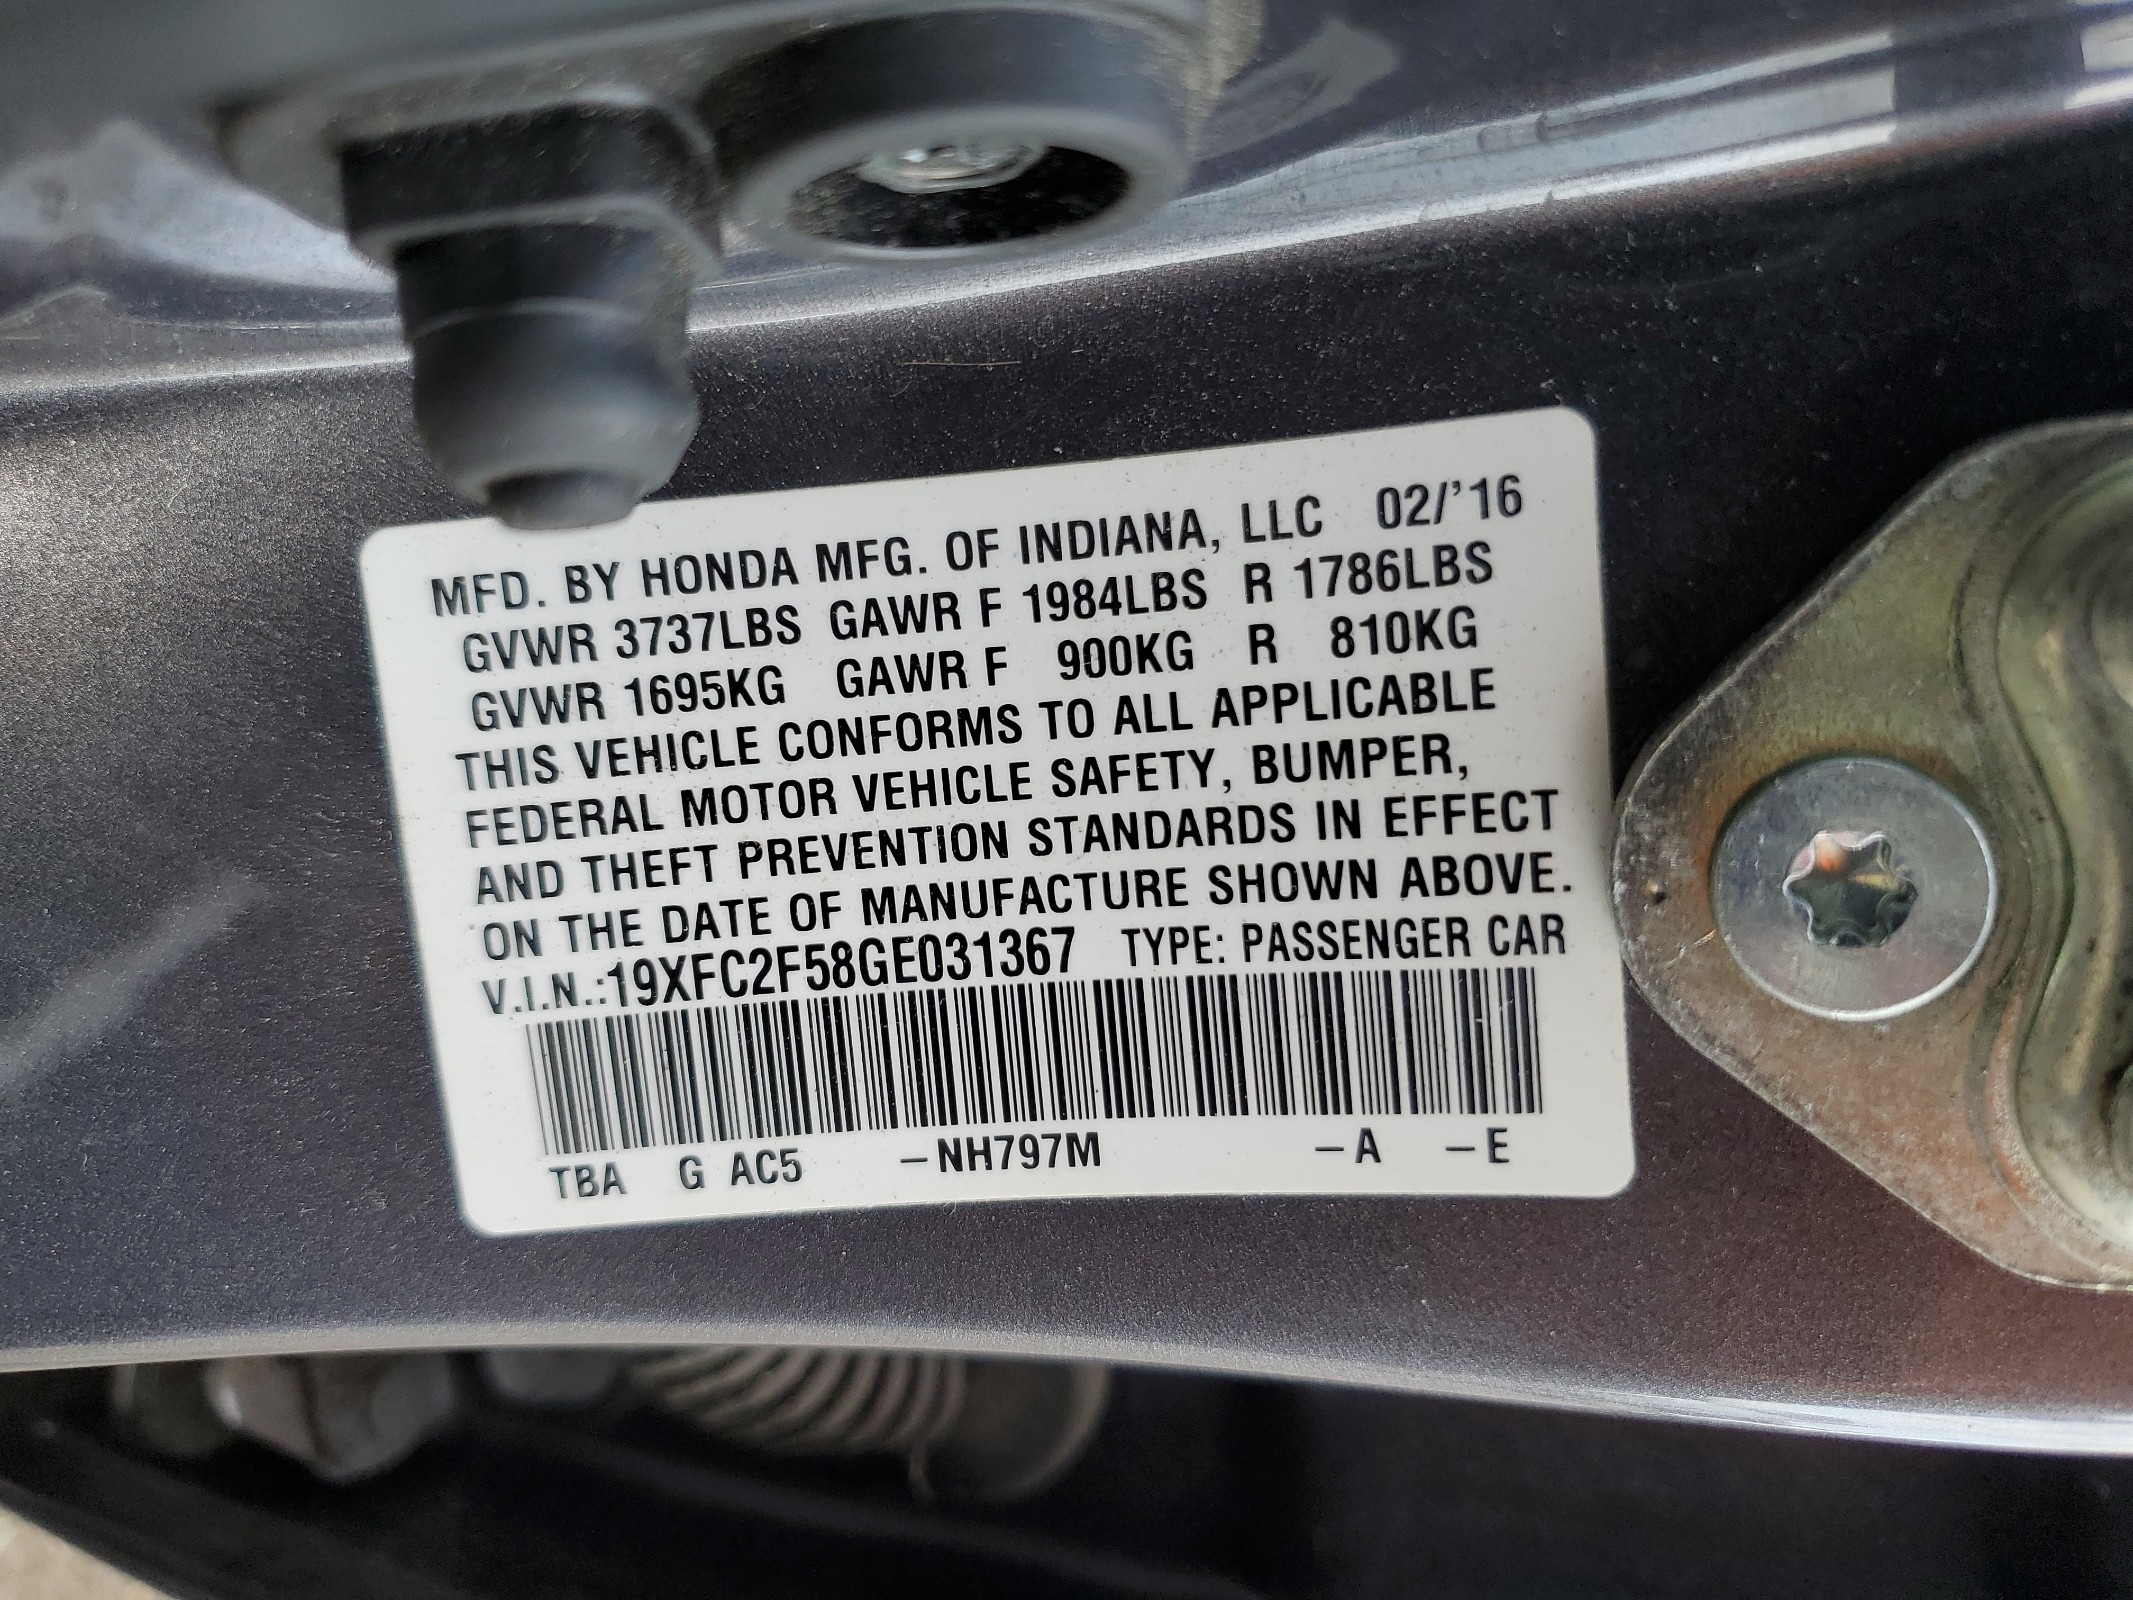 MFD. BY HONDA MFG. OF INDIANA, LLC 02/'16
GVWR 3737LBS GAWR F 1984LBS R 1786LBS
GVWR 1695KG GAWR F 900KG R 810KG
THIS VEHICLE CONFORMS TO ALL APPLICABLE
FEDERAL MOTOR VEHICLE SAFETY, BUMPER,
AND THEFT PREVENTION STANDARDS IN EFFECT
ON THE DATE OF MANUFACTURE SHOWN ABOVE.
V.I.N.:19XFC2F58GE031367 TYPE: PASSENGER CAR
TBA G AC5 –NH797M –A –E